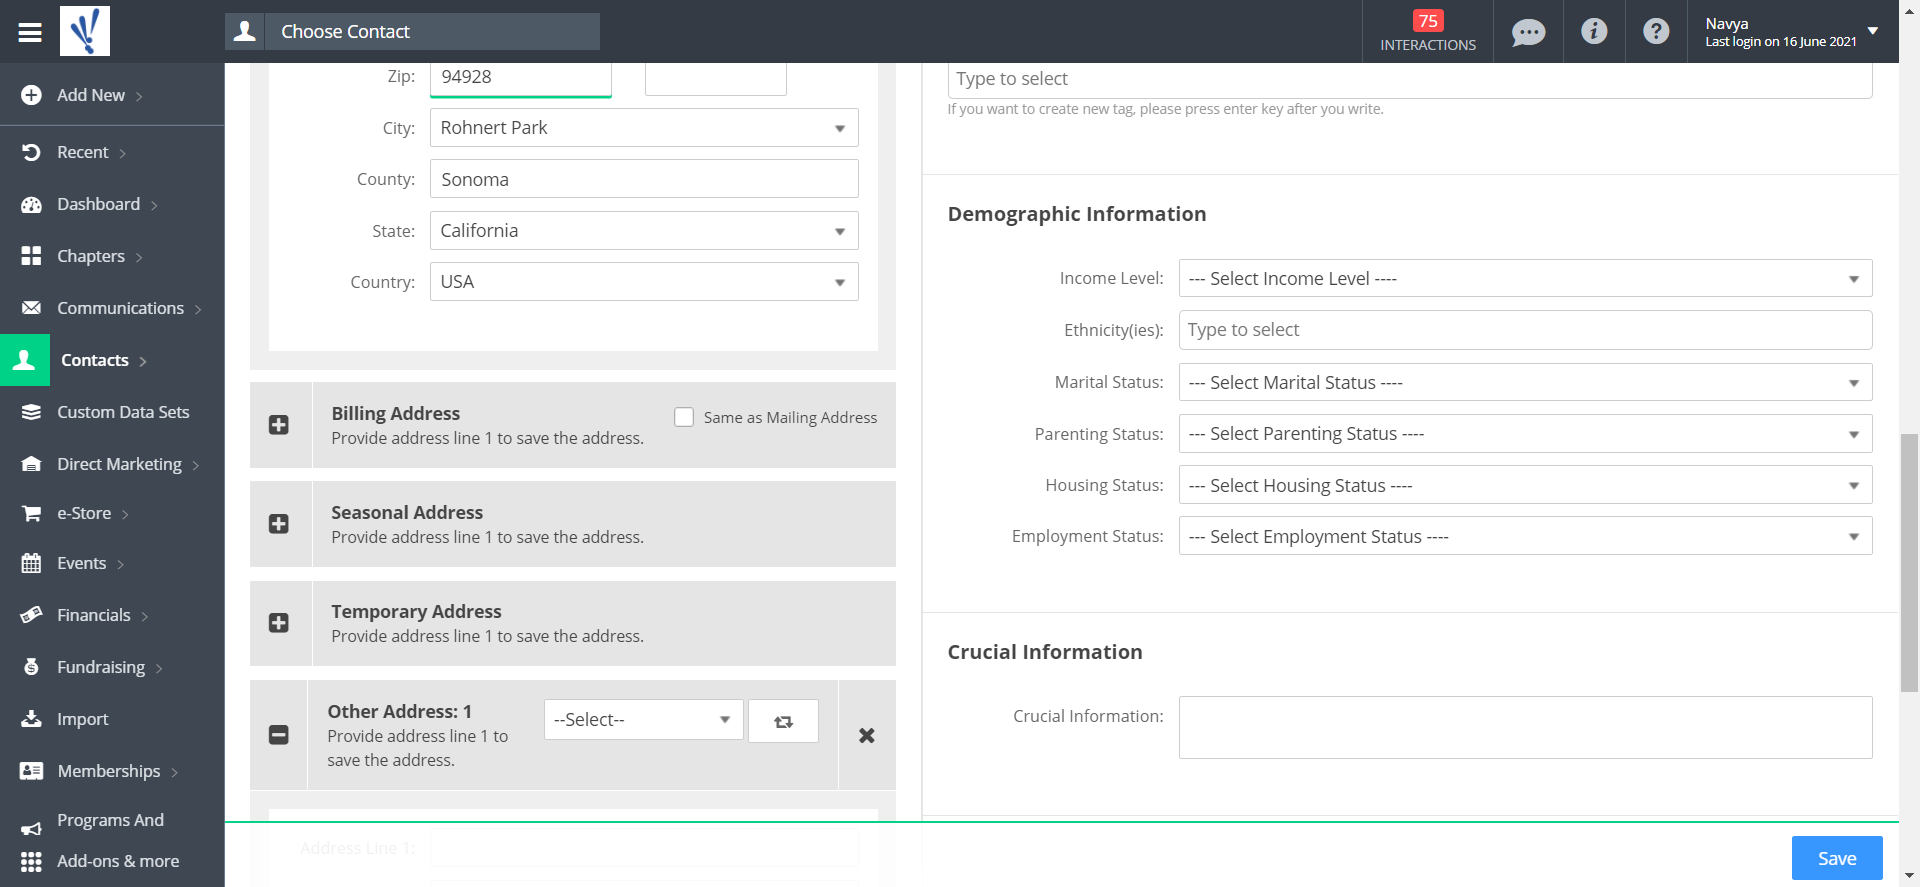 Choose Contact
75
INTERACTIONS
Navya
Last login on 16 June 2021
Add New
Recent
Dashboard
Chapters
Communications
Contacts
Custom Data Sets
Direct Marketing
e-Store
Events
Financials
Fundraising
Import
Memberships
Programs And
Add-ons & more
Zip: 94928
City: Rohnert Park
County: Sonoma
State: California
Country: USA
Billing Address
Provide address line 1 to save the address.
Same as Mailing Address
Seasonal Address
Provide address line 1 to save the address.
Temporary Address
Provide address line 1 to save the address.
Other Address: 1
Provide address line 1 to
save the address.
--Select--
Address Line 1:
Type to select
If you want to create new tag, please press enter key after you write.
Demographic Information
Income Level: --- Select Income Level ----
Ethnicity(ies): Type to select
Marital Status: --- Select Marital Status ----
Parenting Status: --- Select Parenting Status ----
Housing Status: --- Select Housing Status ----
Employment Status: --- Select Employment Status ----
Crucial Information
Crucial Information:
Save